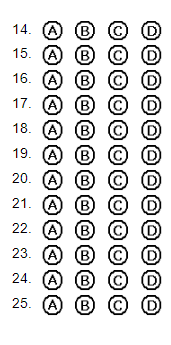 14. A B C D
15. A B C D
16. A B C D
17. A B C D
18. A B C D
19. A B C D
20. A B C D
21. A B C D
22. A B C D
23. A B C D
24. A B C D
25. A B C D